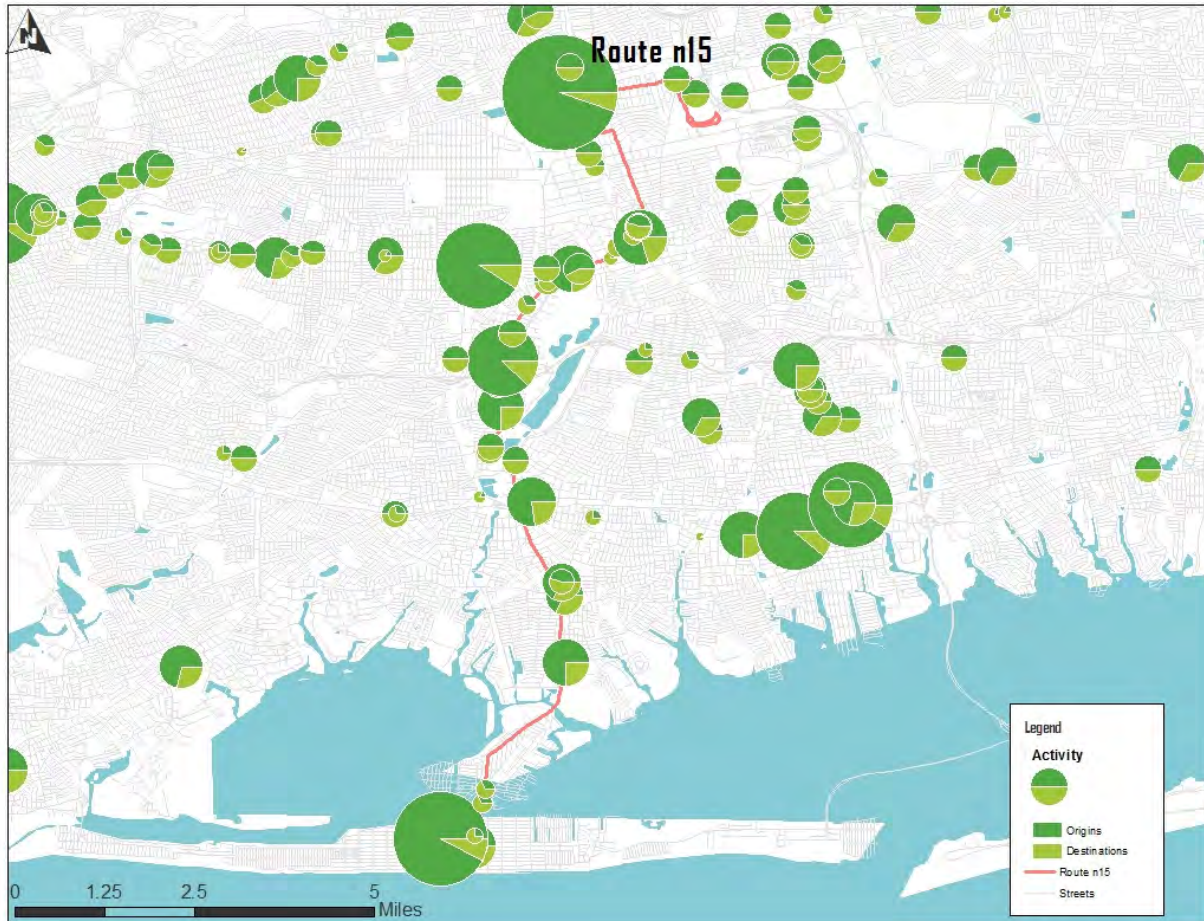 N
Route n15
Legend
Activity
Origins
Destinations
Route n15
Streets
0 1.25 2.5 5
Miles